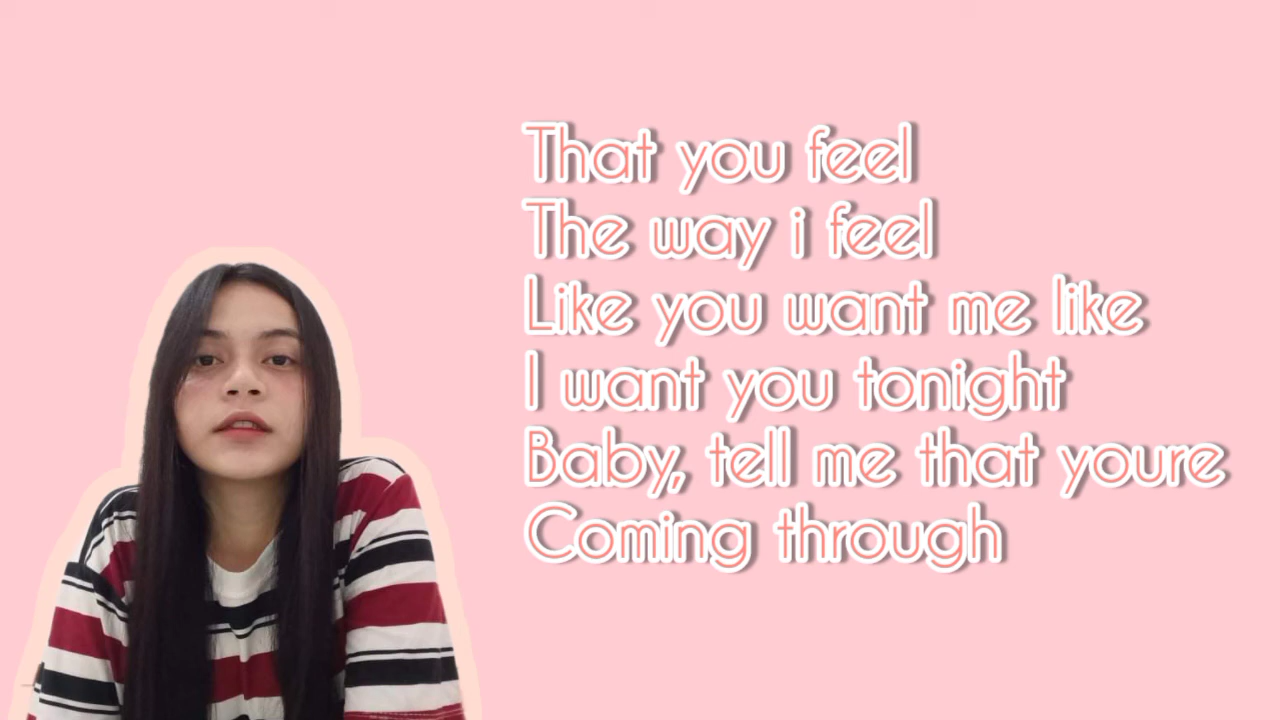 That you feel
The way i feel
Like you want me like
I want you tonight
Baby, tell me that youre
Coming through